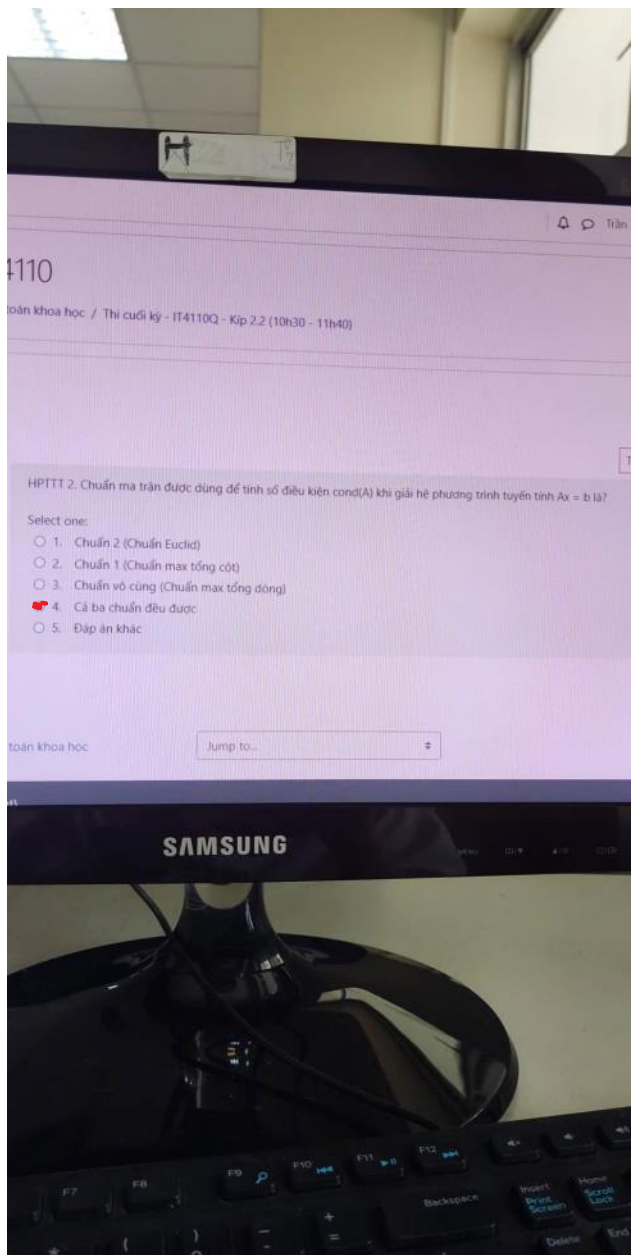 H
Trần
4110
toán khoa học / Thi cuối kỳ - IT4110Q - Kíp 2.2 (10h30 - 11h40)
T
HPTTT 2. Chuẩn ma trận được dùng để tính số điều kiện cond(A) khi giải hệ phương trình tuyến tính Ax = b là?
Select one:
1. Chuẩn 2 (Chuẩn Euclid)
2. Chuẩn 1 (Chuẩn max tổng cột)
3. Chuẩn vô cùng (Chuẩn max tổng dòng)
4. Cả ba chuẩn đều được
5. Đáp án khác
toán khoa học
Jump to...
SAMSUNG
MENU
F7 F8 F9 F10 F11 F12
Backspace
Insert
Print
Screen
Home
Scroll
Lock
Delete
End